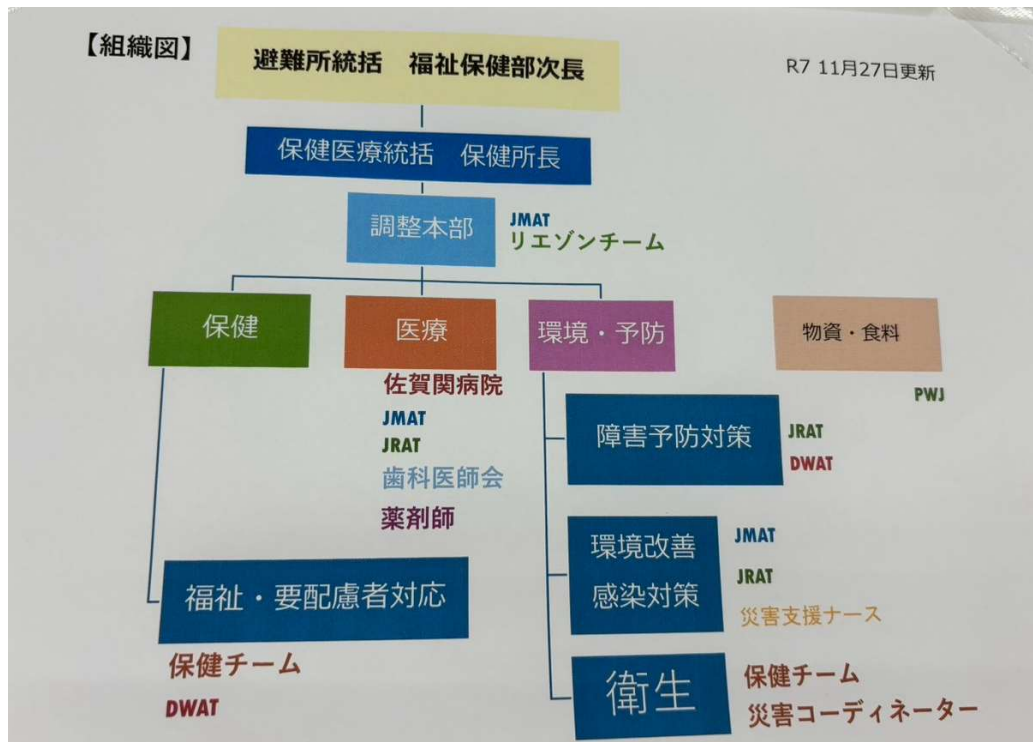 【組織図】
避難所統括　福祉保健部次長
R7 11月27日更新
保健医療統括　保健所長
調整本部
JMAT
リエゾンチーム
保健
医療
環境・予防
物資・食料
佐賀関病院
JMAT
JRAT
歯科医師会
薬剤師
PWJ
障害予防対策
JRAT
DWAT
環境改善
感染対策
JMAT
JRAT
災害支援ナース
福祉・要配慮者対応
保健チーム
DWAT
衛生
保健チーム
災害コーディネーター